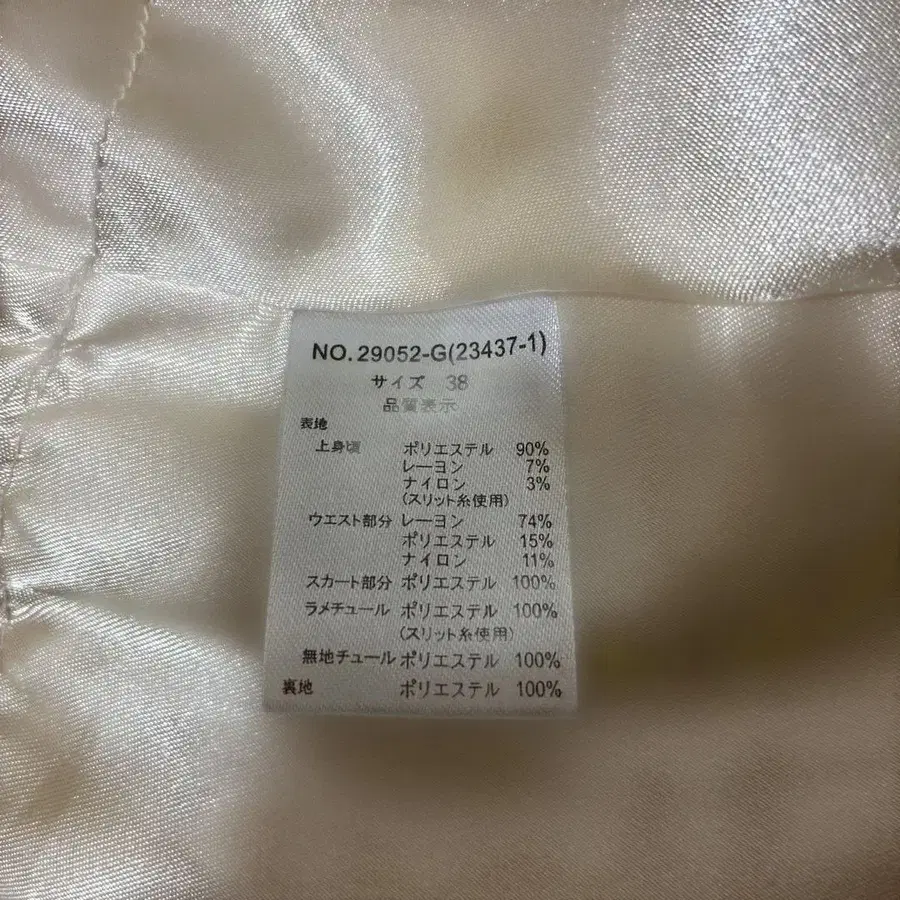 NO.29052-G(23437-1)
サイズ 38
品質表示
表地
上身頃 ポリエステル 90%
レーヨン 7%
ナイロン 3%
(スリット糸使用)
ウエスト部分 レーヨン 74%
ポリエステル 15%
ナイロン 11%
スカート部分 ポリエステル 100%
ラメチュール ポリエステル 100%
(スリット糸使用)
無地チュール ポリエステル 100%
裏地 ポリエステル 100%